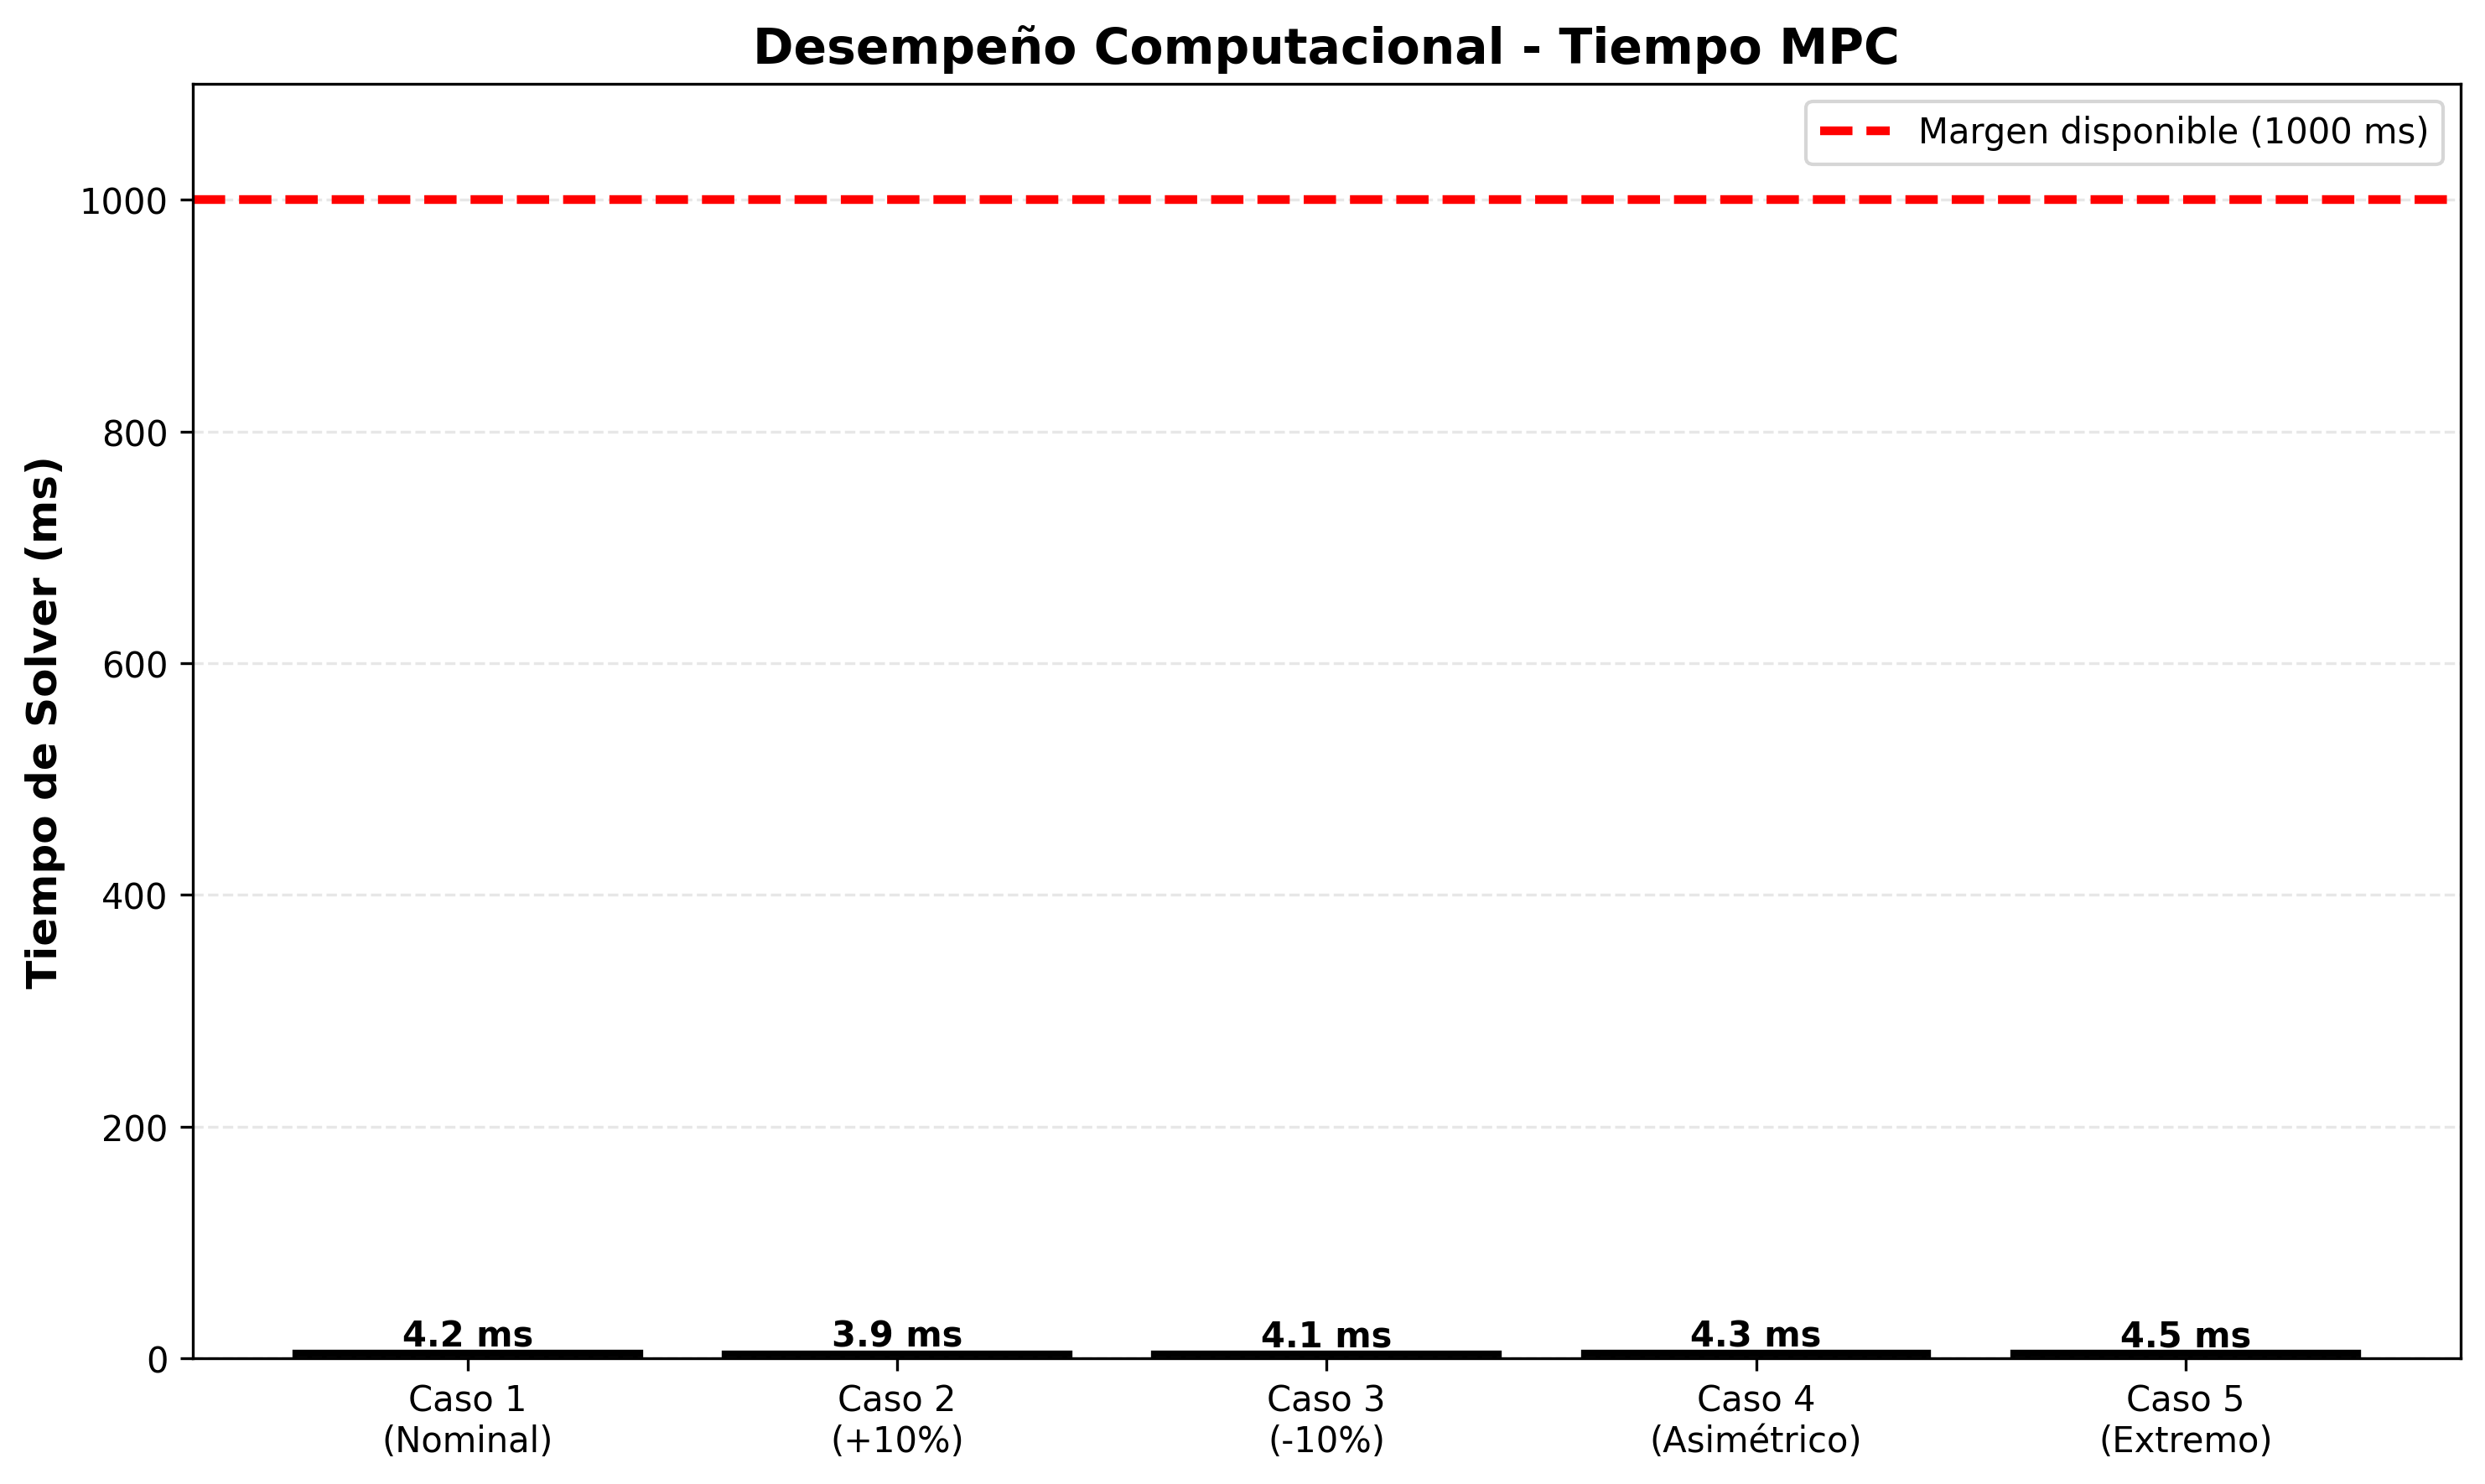 Desempeño Computacional - Tiempo MPC
Margen disponible (1000 ms)
Tiempo de Solver (ms)
1000
800
600
400
200
0
4.2 ms
3.9 ms
4.1 ms
4.3 ms
4.5 ms
Caso 1
(Nominal)
Caso 2
(+10%)
Caso 3
(-10%)
Caso 4
(Asimétrico)
Caso 5
(Extremo)